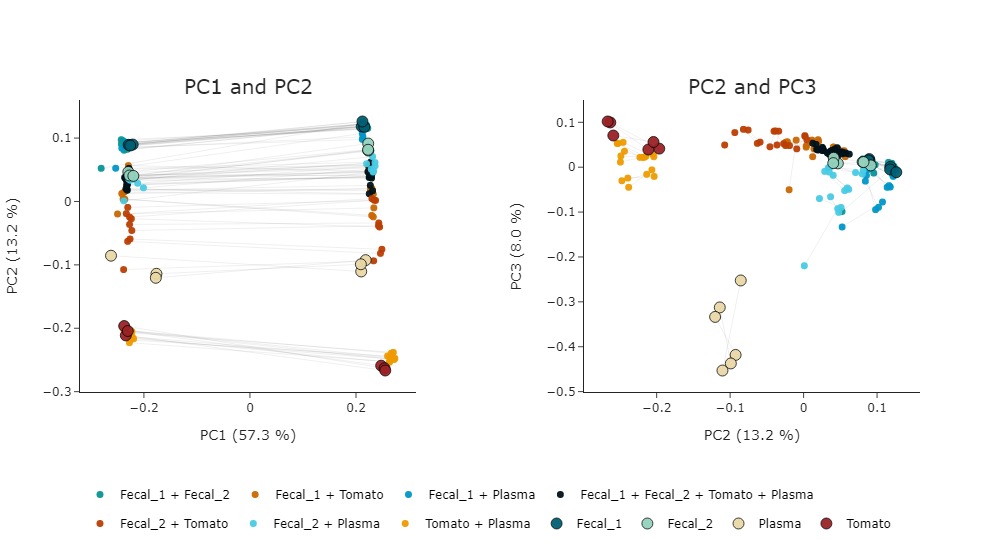 PC1 and PC2
PC2 and PC3
0.1
0
−0.1
−0.2
−0.3
−0.2
0
0.2
PC1 (57.3 %)
PC2 (13.2 %)
0.1
0
−0.1
−0.2
−0.3
−0.4
−0.5
−0.2
−0.1
0
0.1
PC2 (13.2 %)
PC3 (8.0 %)
Fecal_1 + Fecal_2
Fecal_1 + Tomato
Fecal_1 + Plasma
Fecal_1 + Fecal_2 + Tomato + Plasma
Fecal_2 + Tomato
Fecal_2 + Plasma
Tomato + Plasma
Fecal_1
Fecal_2
Plasma
Tomato